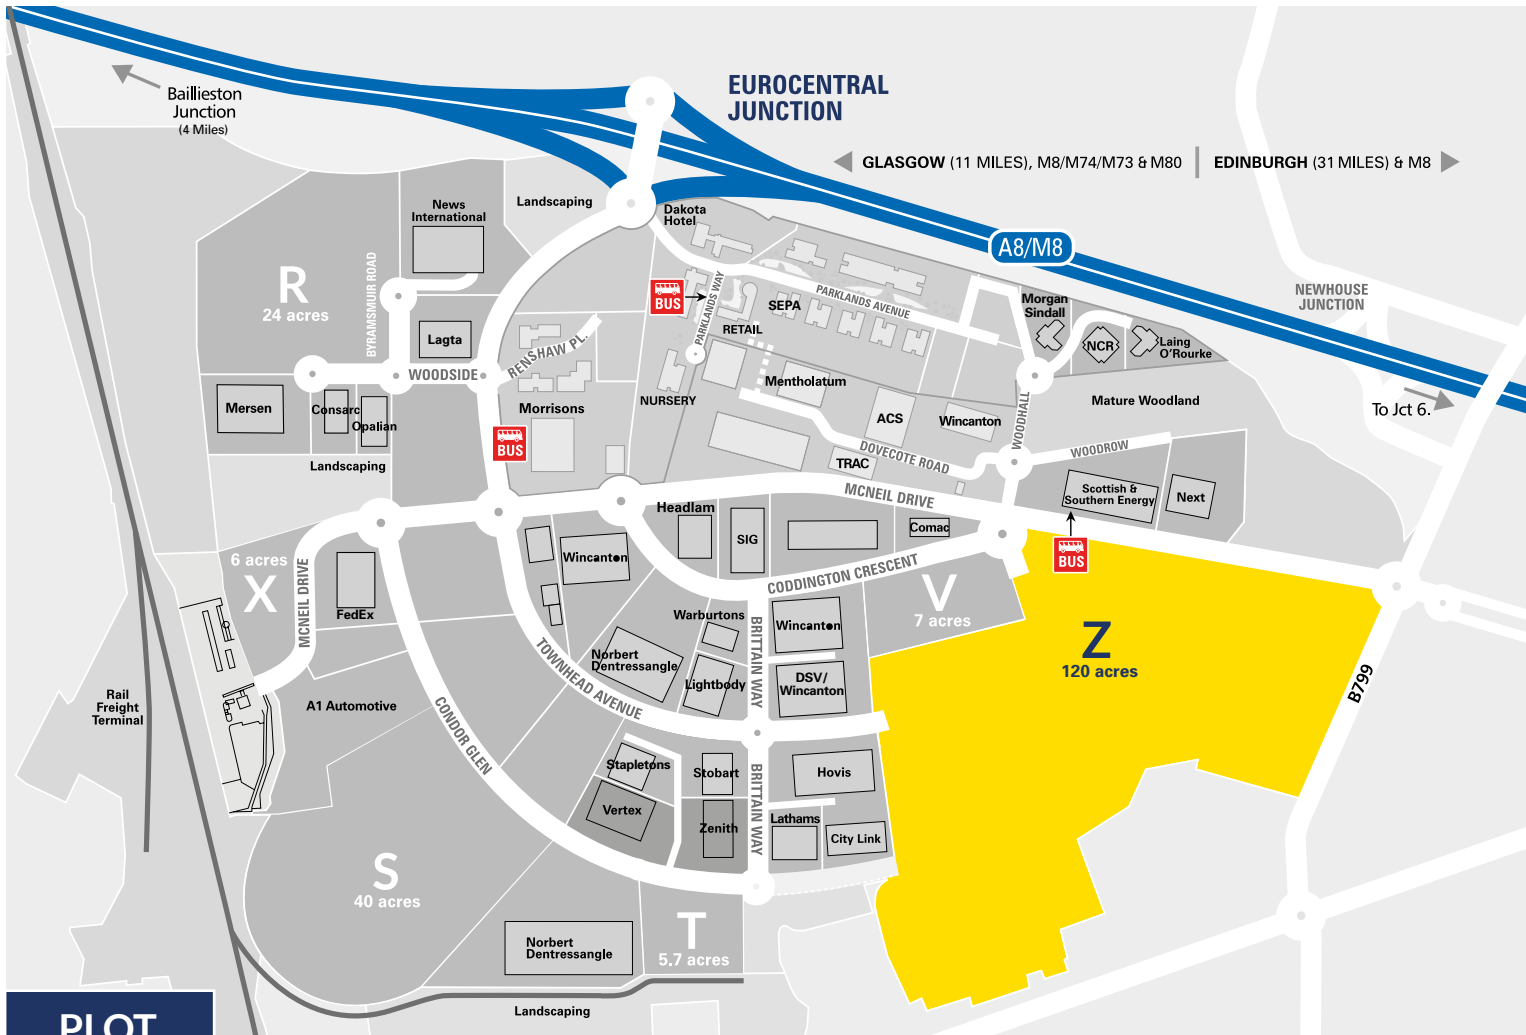 EUROCENTRAL
JUNCTION
Baillieston
Junction
(4 Miles)
GLASGOW (11 MILES), M8/M74/M73 & M80
EDINBURGH (31 MILES) & M8
A8/M8
NEWHOUSE
JUNCTION
To Jct 6.
News
International
Landscaping
Dakota
Hotel
R
24 acres
BYRAMSMUIR ROAD
Lagta
WOODSIDE
RENSHAW PL.
BUS
PARKLANDS WAY
PARKLANDS AVENUE
SEPA
RETAIL
Morgan
Sindall
NCR
Laing
O'Rourke
Mersen
Consarc
Opalian
Landscaping
Morrisons
BUS
NURSERY
Mentholatum
ACS
Wincanton
WOODHALL
Mature Woodland
DOVECOTE ROAD
TRAC
WOODROW
MCNEIL DRIVE
Scottish &
Southern Energy
Next
BUS
Headlam
SIG
Comac
Wincanton
CODDINGTON CRESCENT
6 acres
X
MCNEIL DRIVE
FedEx
V
7 acres
Z
120 acres
B799
Warburtons
BRITTAIN WAY
Wincanton
Norbert
Dentressangle
Lightbody
DSV/
Wincanton
TOWNHEAD AVENUE
Rail
Freight
Terminal
A1 Automotive
CONDOR GLEN
Stapletons
Stobart
BRITTAIN WAY
Hovis
Vertex
Zenith
Lathams
City Link
S
40 acres
T
5.7 acres
Norbert
Dentressangle
Landscaping
PLOT